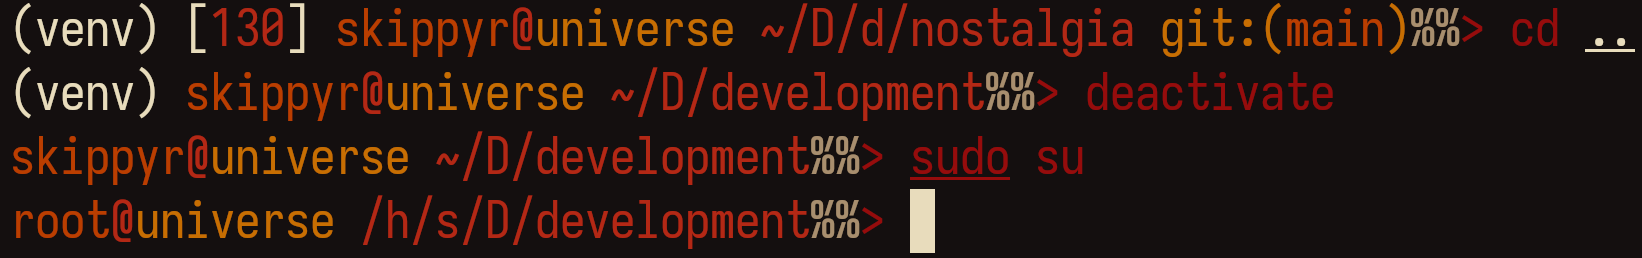 (venv) [130] skippyr@universe ~/D/d/nostalgia git:(main)%%> cd ..
(venv) skippyr@universe ~/D/development%%> deactivate
skippyr@universe ~/D/development%%> sudo su
root@universe /h/s/D/development%%>